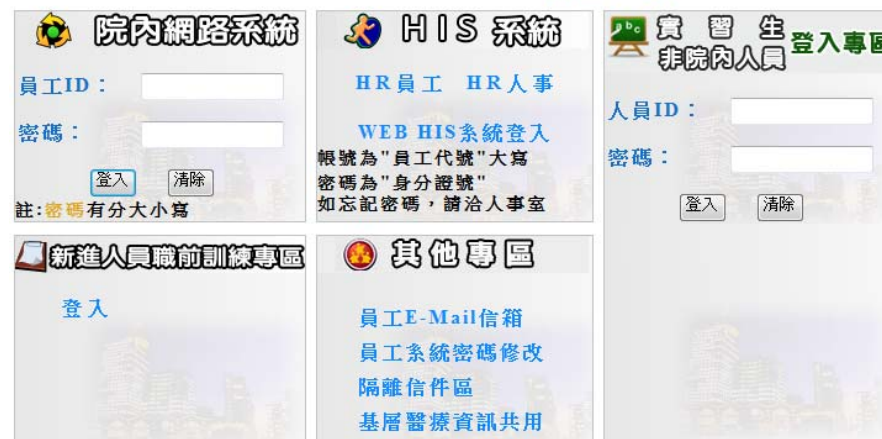 院內網路系統
員工ID：
密碼：
登入 清除
註:密碼有分大小寫
HIS 系統
HR員工 HR人事
WEB HIS系統登入
帳號為"員工代號"大寫
密碼為"身分證號"
如忘記密碼，請洽人事室
實習生
非院內人員
登入專區
人員ID：
密碼：
登入 清除
新進人員職前訓練專區
登入
其他專區
員工E-Mail信箱
員工系統密碼修改
隔離信件區
基層醫療資訊共用